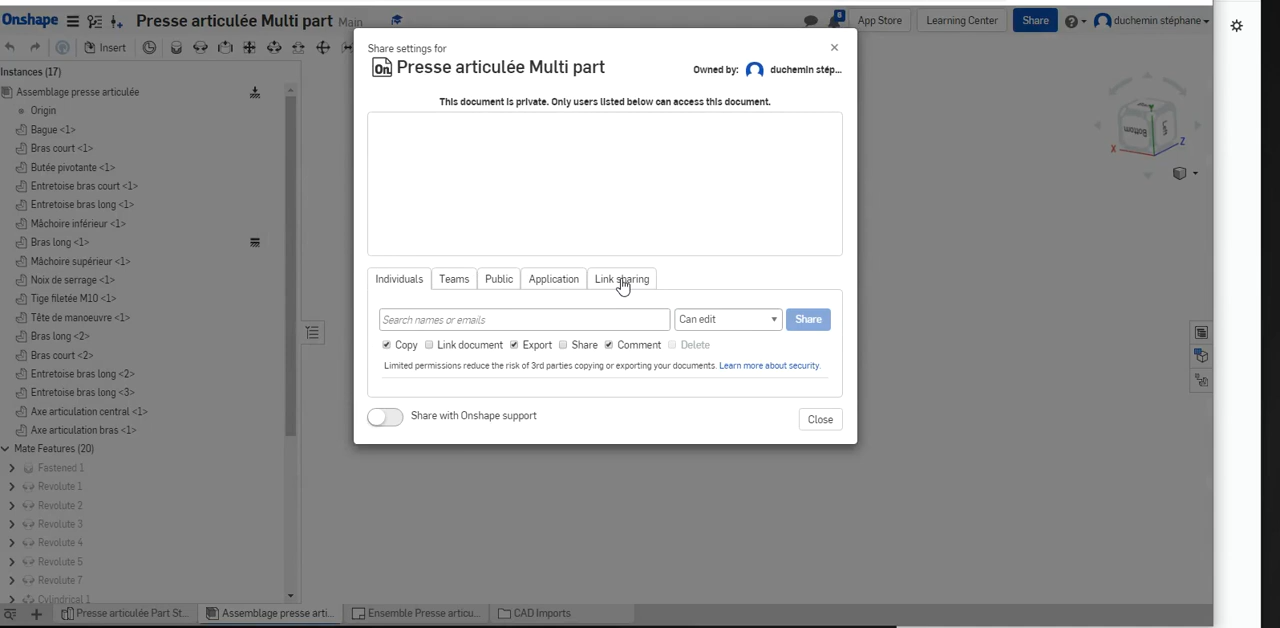 Onshape Presse articulée Multi part Main App Store Learning Center Share duchemin stéphane
Insert
Instances (17)
Assemblage presse articulée
Origin
Bague <1>
Bras court <1>
Butée pivotante <1>
Entretoise bras court <1>
Entretoise bras long <1>
Mâchoire inférieur <1>
Bras long <1>
Mâchoire supérieur <1>
Noix de serrage <1>
Tige filetée M10 <1>
Tête de manoeuvre <1>
Bras long <2>
Bras court <2>
Entretoise bras long <2>
Entretoise bras long <3>
Axe articulation central <1>
Axe articulation bras <1>
Mate Features (20)
Fastened 1
Revolute 1
Revolute 2
Revolute 3
Revolute 4
Revolute 5
Revolute 7
Cylindrical 1
Share settings for
Presse articulée Multi part
Owned by: duchemin stép...
This document is private. Only users listed below can access this document.
Individuals Teams Public Application Link sharing
Search names or emails Can edit Share
Copy Link document Export Share Comment Delete
Limited permissions reduce the risk of 3rd parties copying or exporting your documents. Learn more about security.
Share with Onshape support Close
Bottom
X Z
Presse articulée Part St... Assemblage presse arti... Ensemble Presse articu... CAD Imports